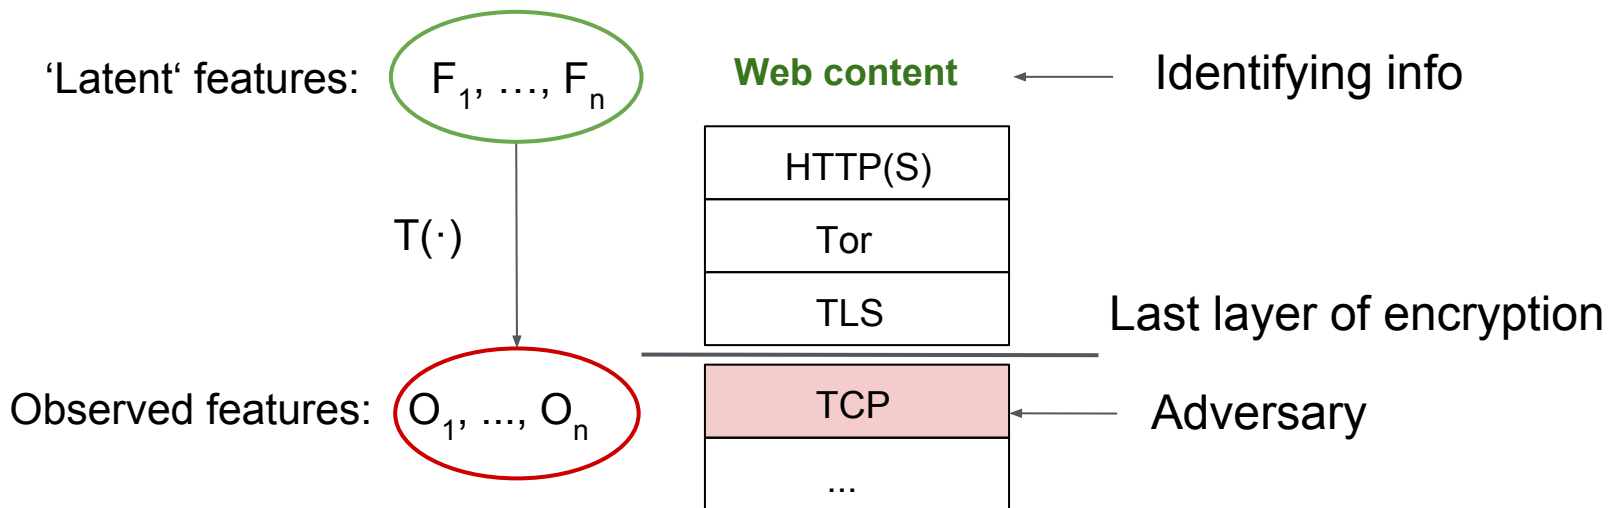 ‘Latent‘ features:
F1, …, Fn
Web content
Identifying info
HTTP(S)
T(·)
Tor
TLS
Last layer of encryption
Observed features:
O1, ..., On
TCP
Adversary
...